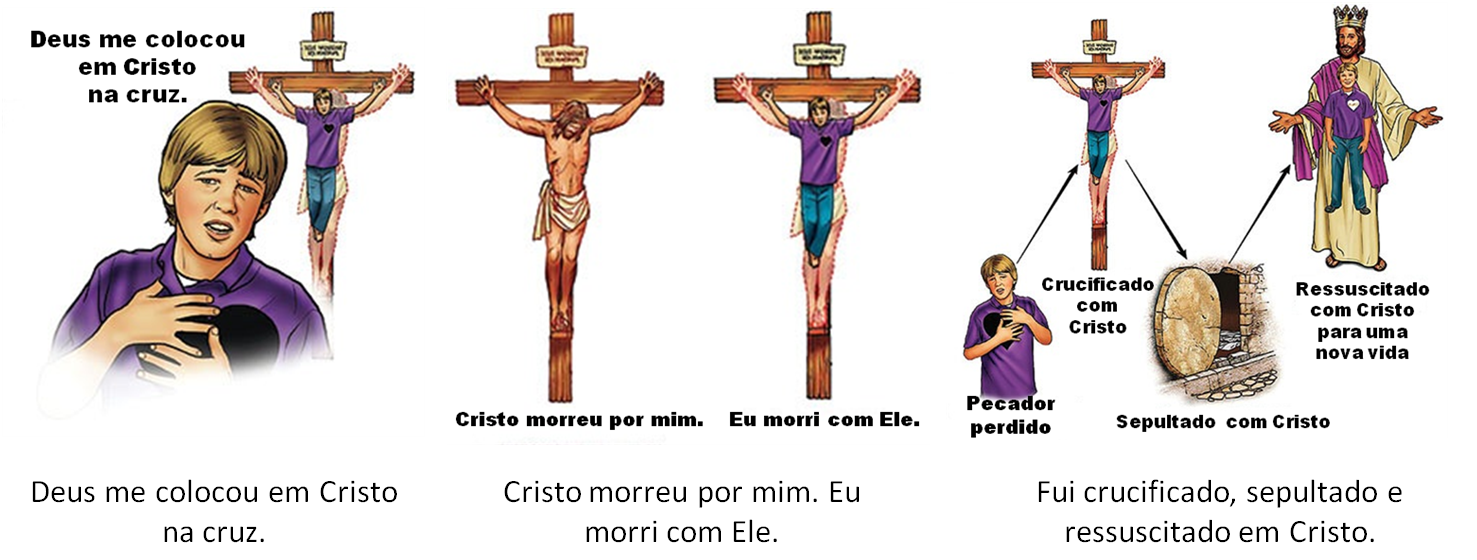 Deus me colocou
em Cristo
na cruz.
Cristo morreu por mim.
Eu morri com Ele.
Pecador
perdido
Crucificado
com
Cristo
Sepultado com Cristo
Ressuscitado
com Cristo
para uma
nova vida
Deus me colocou em Cristo
na cruz.
Cristo morreu por mim. Eu
morri com Ele.
Fui crucificado, sepultado e
ressuscitado em Cristo.